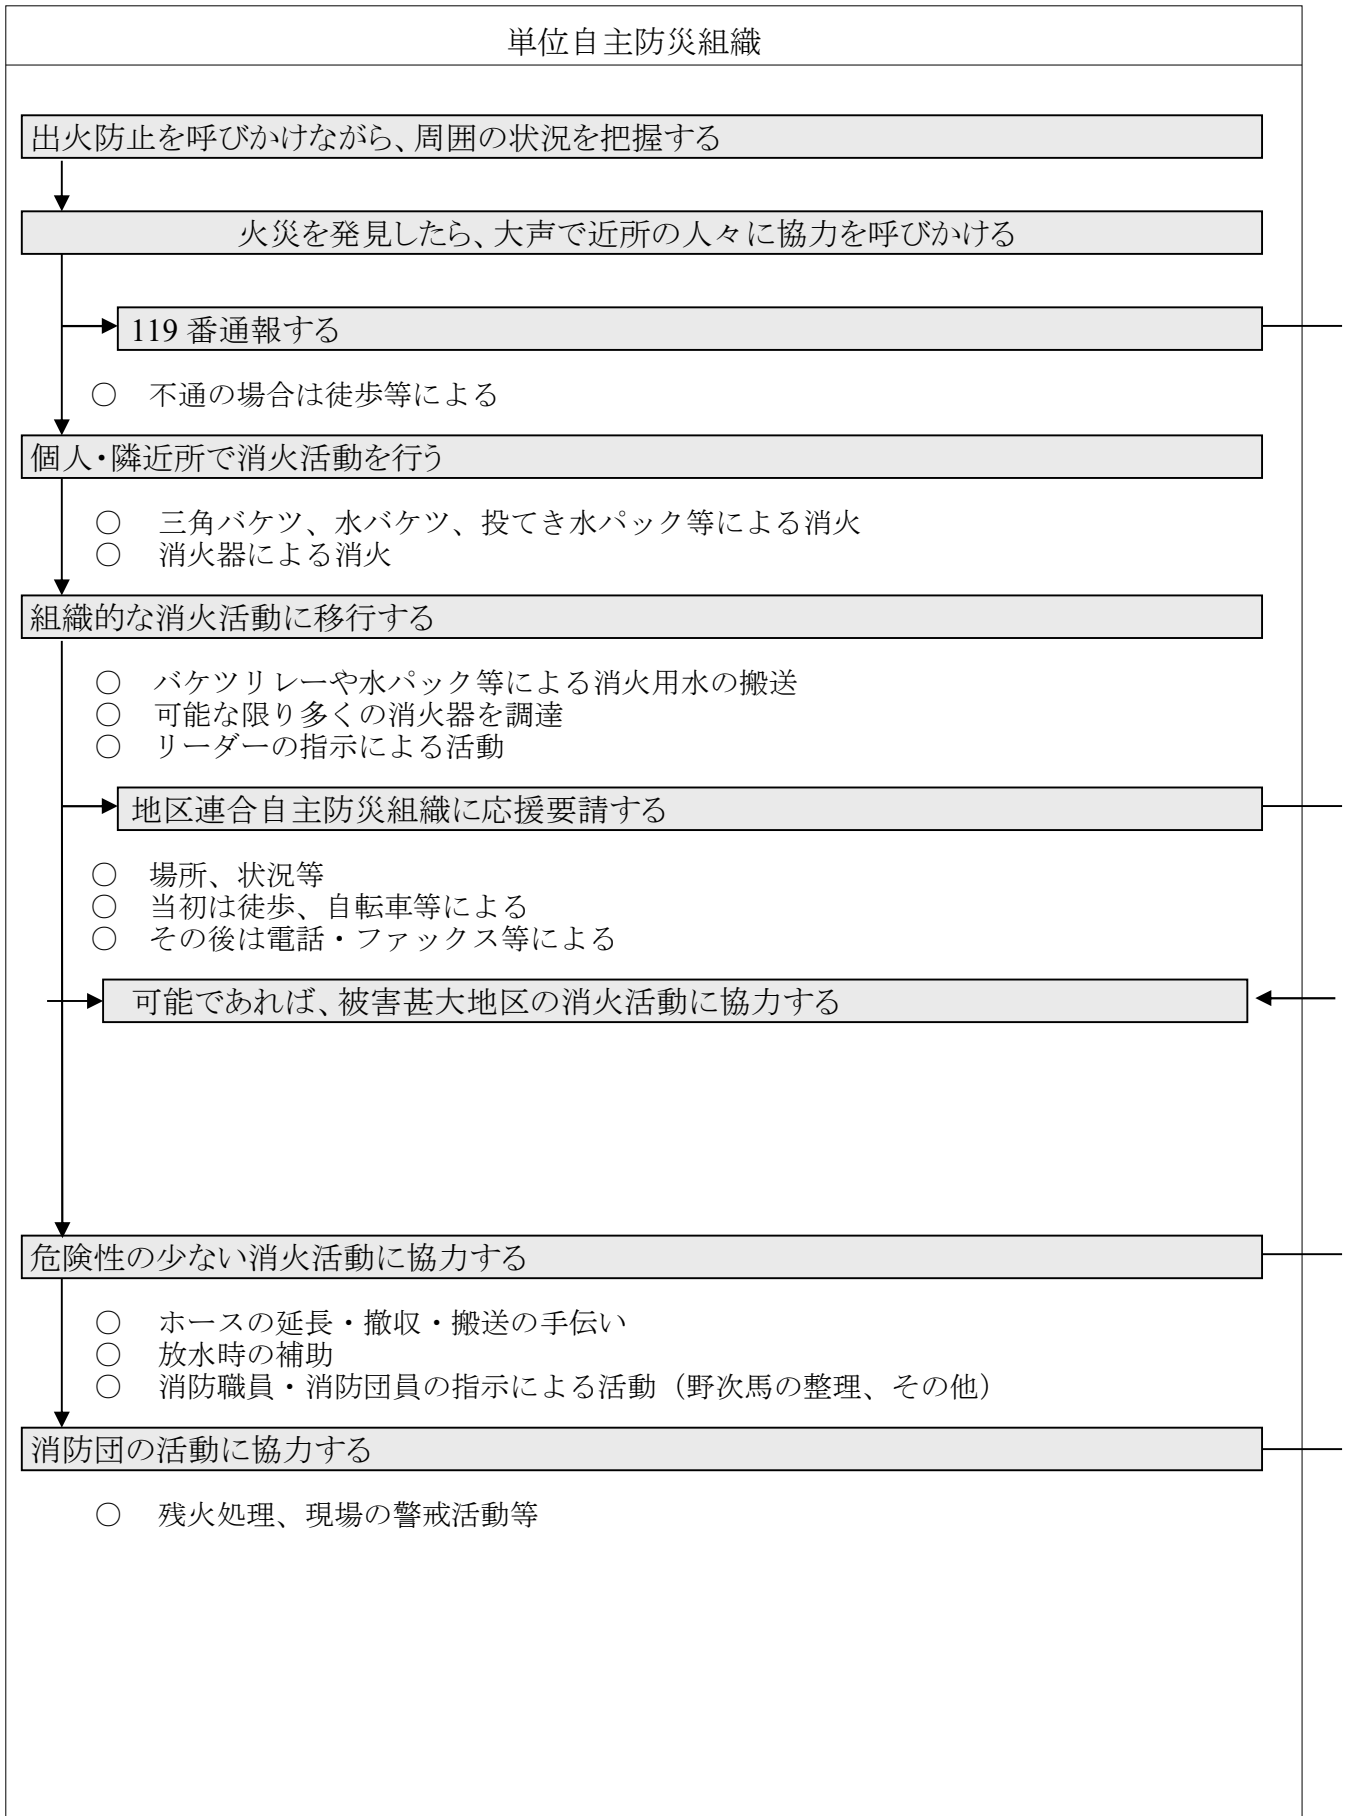 単位自主防災組織
出火防止を呼びかけながら、周囲の状況を把握する
火災を発見したら、大声で近所の人々に協力を呼びかける
119 番通報する
○ 不通の場合は徒歩等による
個人・隣近所で消火活動を行う
○ 三角バケツ、水バケツ、投てき水パック等による消火
○ 消火器による消火
組織的な消火活動に移行する
○ バケツリレーや水パック等による消火用水の搬送
○ 可能な限り多くの消火器を調達
○ リーダーの指示による活動
地区連合自主防災組織に応援要請する
○ 場所、状況等
○ 当初は徒歩、自転車等による
○ その後は電話・ファックス等による
可能であれば、被害甚大地区の消火活動に協力する
危険性の少ない消火活動に協力する
○ ホースの延長・撤収・搬送の手伝い
○ 放水時の補助
○ 消防職員・消防団員の指示による活動（野次馬の整理、その他）
消防団の活動に協力する
○ 残火処理、現場の警戒活動等